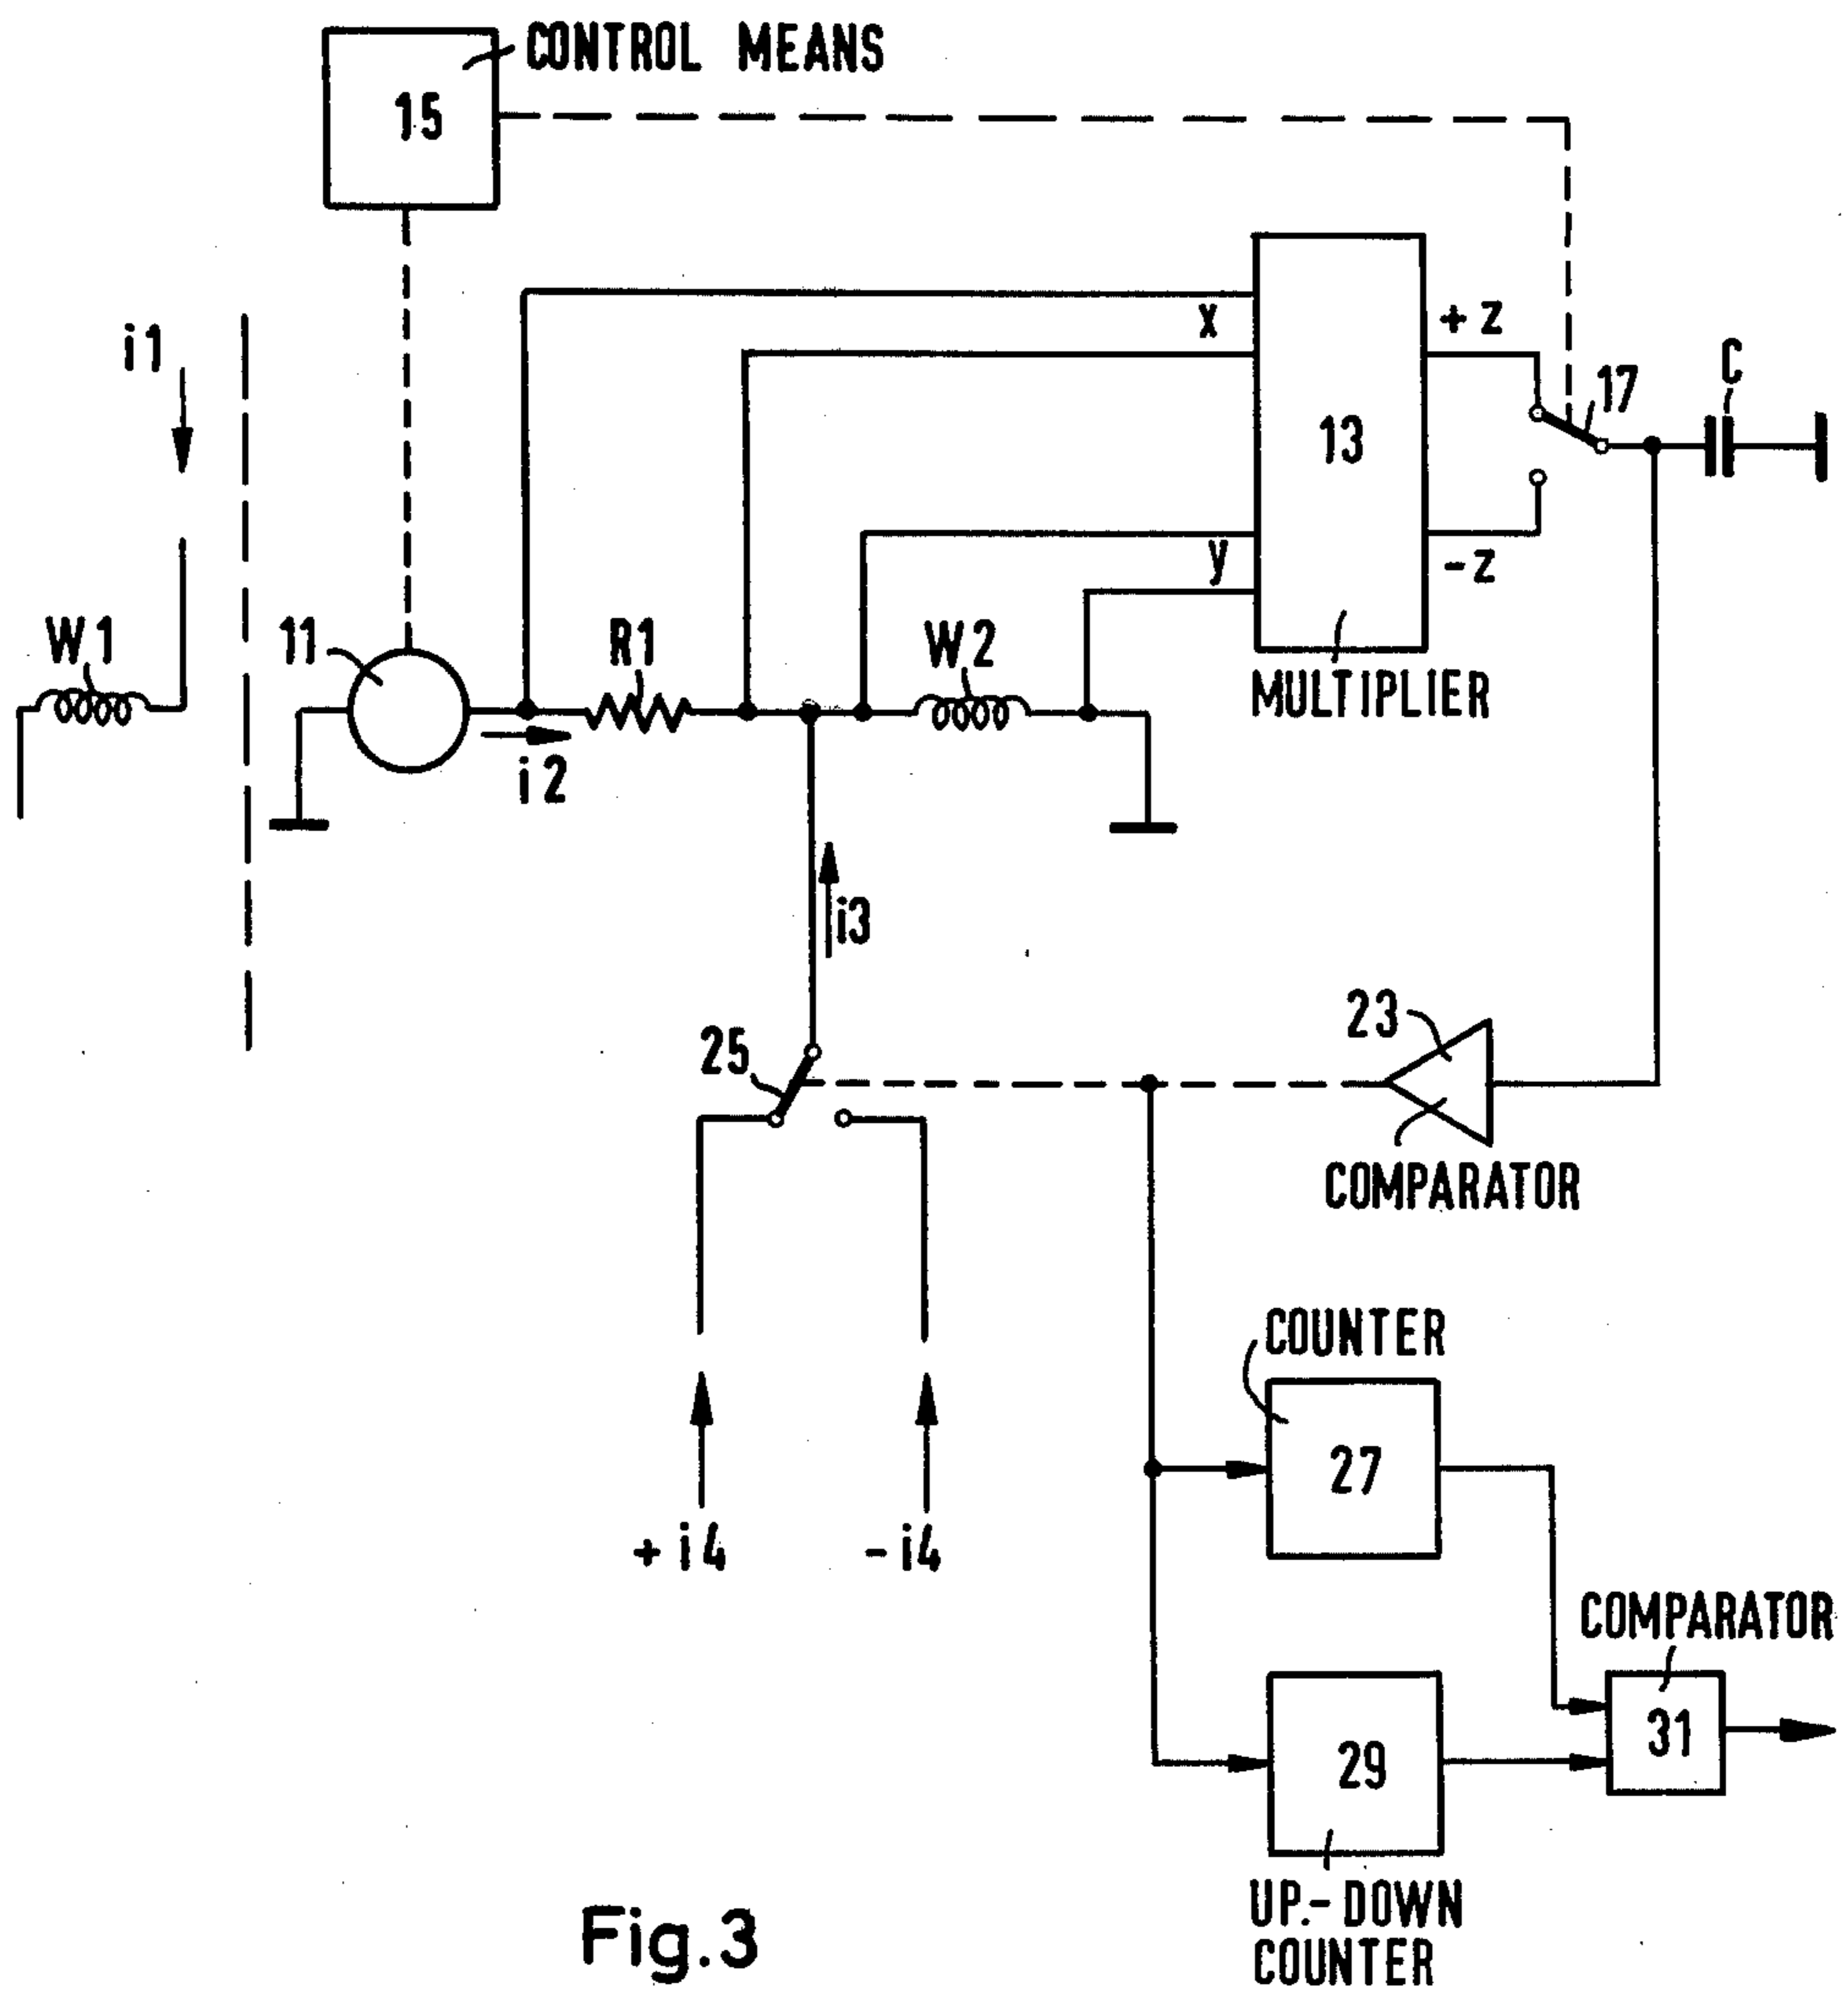 CONTROL MEANS
15
i1
x
+z
C
17
13
y
-z
W1
11
R1
W2
MULTIPLIER
i2
i3
23
25
COMPARATOR
COUNTER
27
+i4
-i4
COMPARATOR
31
29
UP.-DOWN
COUNTER
Fig.3